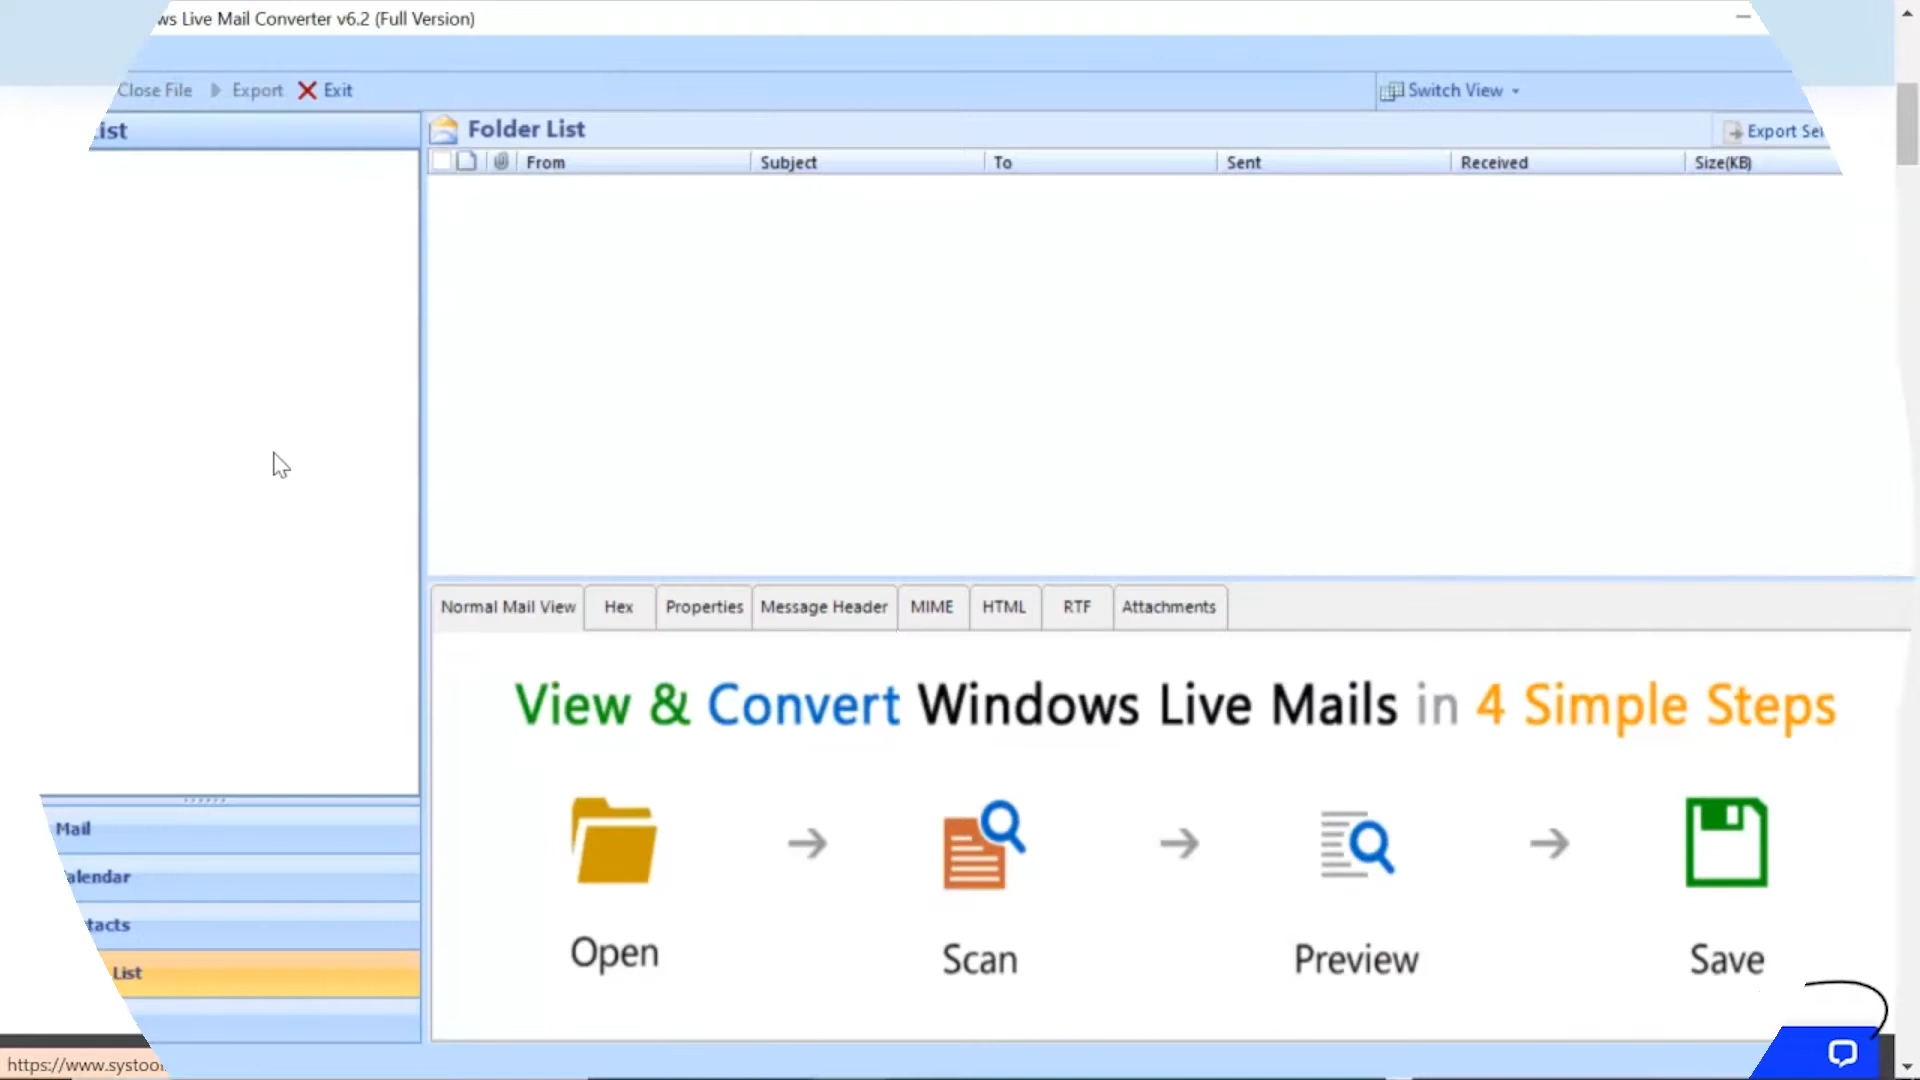 ws Live Mail Converter v6.2 (Full Version)
Close File Export Exit Switch View
ist
Folder List Export Sel
From Subject To Sent Received Size(KB)
Normal Mail View Hex Properties Message Header MIME HTML RTF Attachments
View & Convert Windows Live Mails in 4 Simple Steps
Open Scan Preview Save
Mail
alendar
tacts
List
https://www.systool